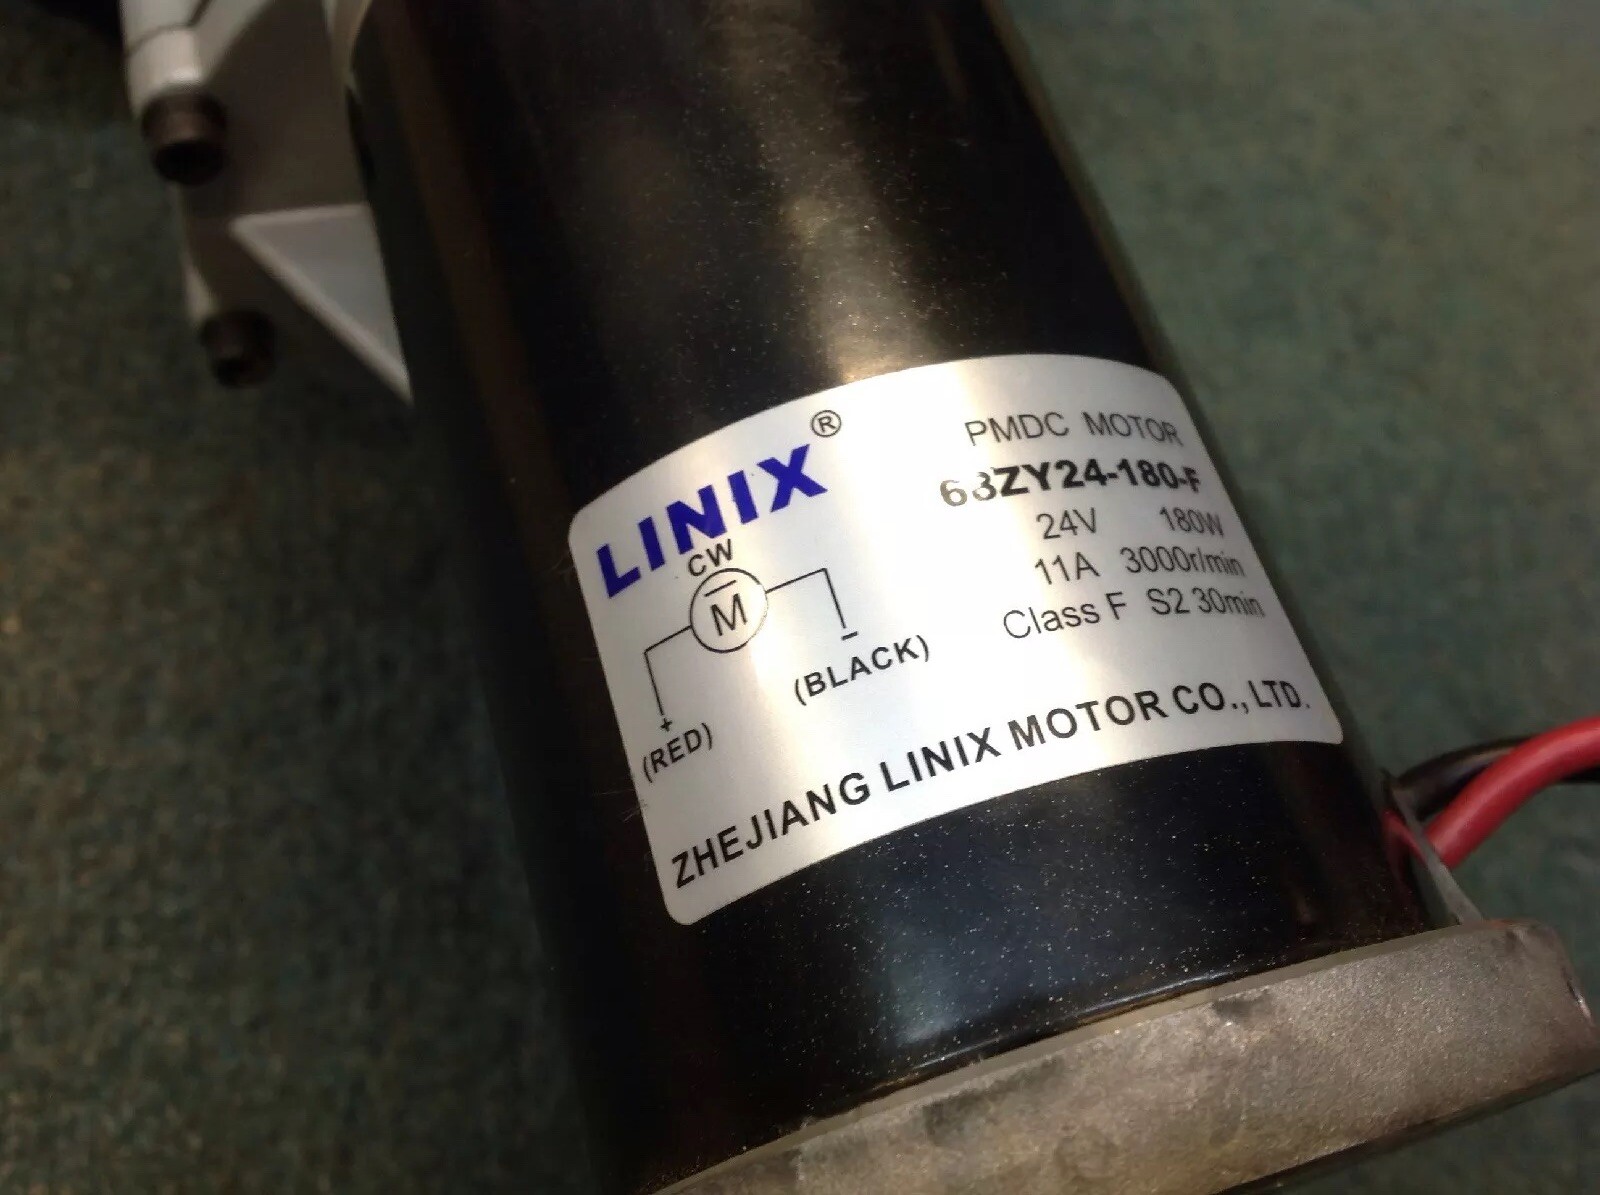 LINIX®
CW
M
+
(RED)
−
(BLACK)
PMDC MOTOR
63ZY24-180-F
24V 180W
11A 3000r/min
Class F S2 30min
ZHEJIANG LINIX MOTOR CO., LTD.